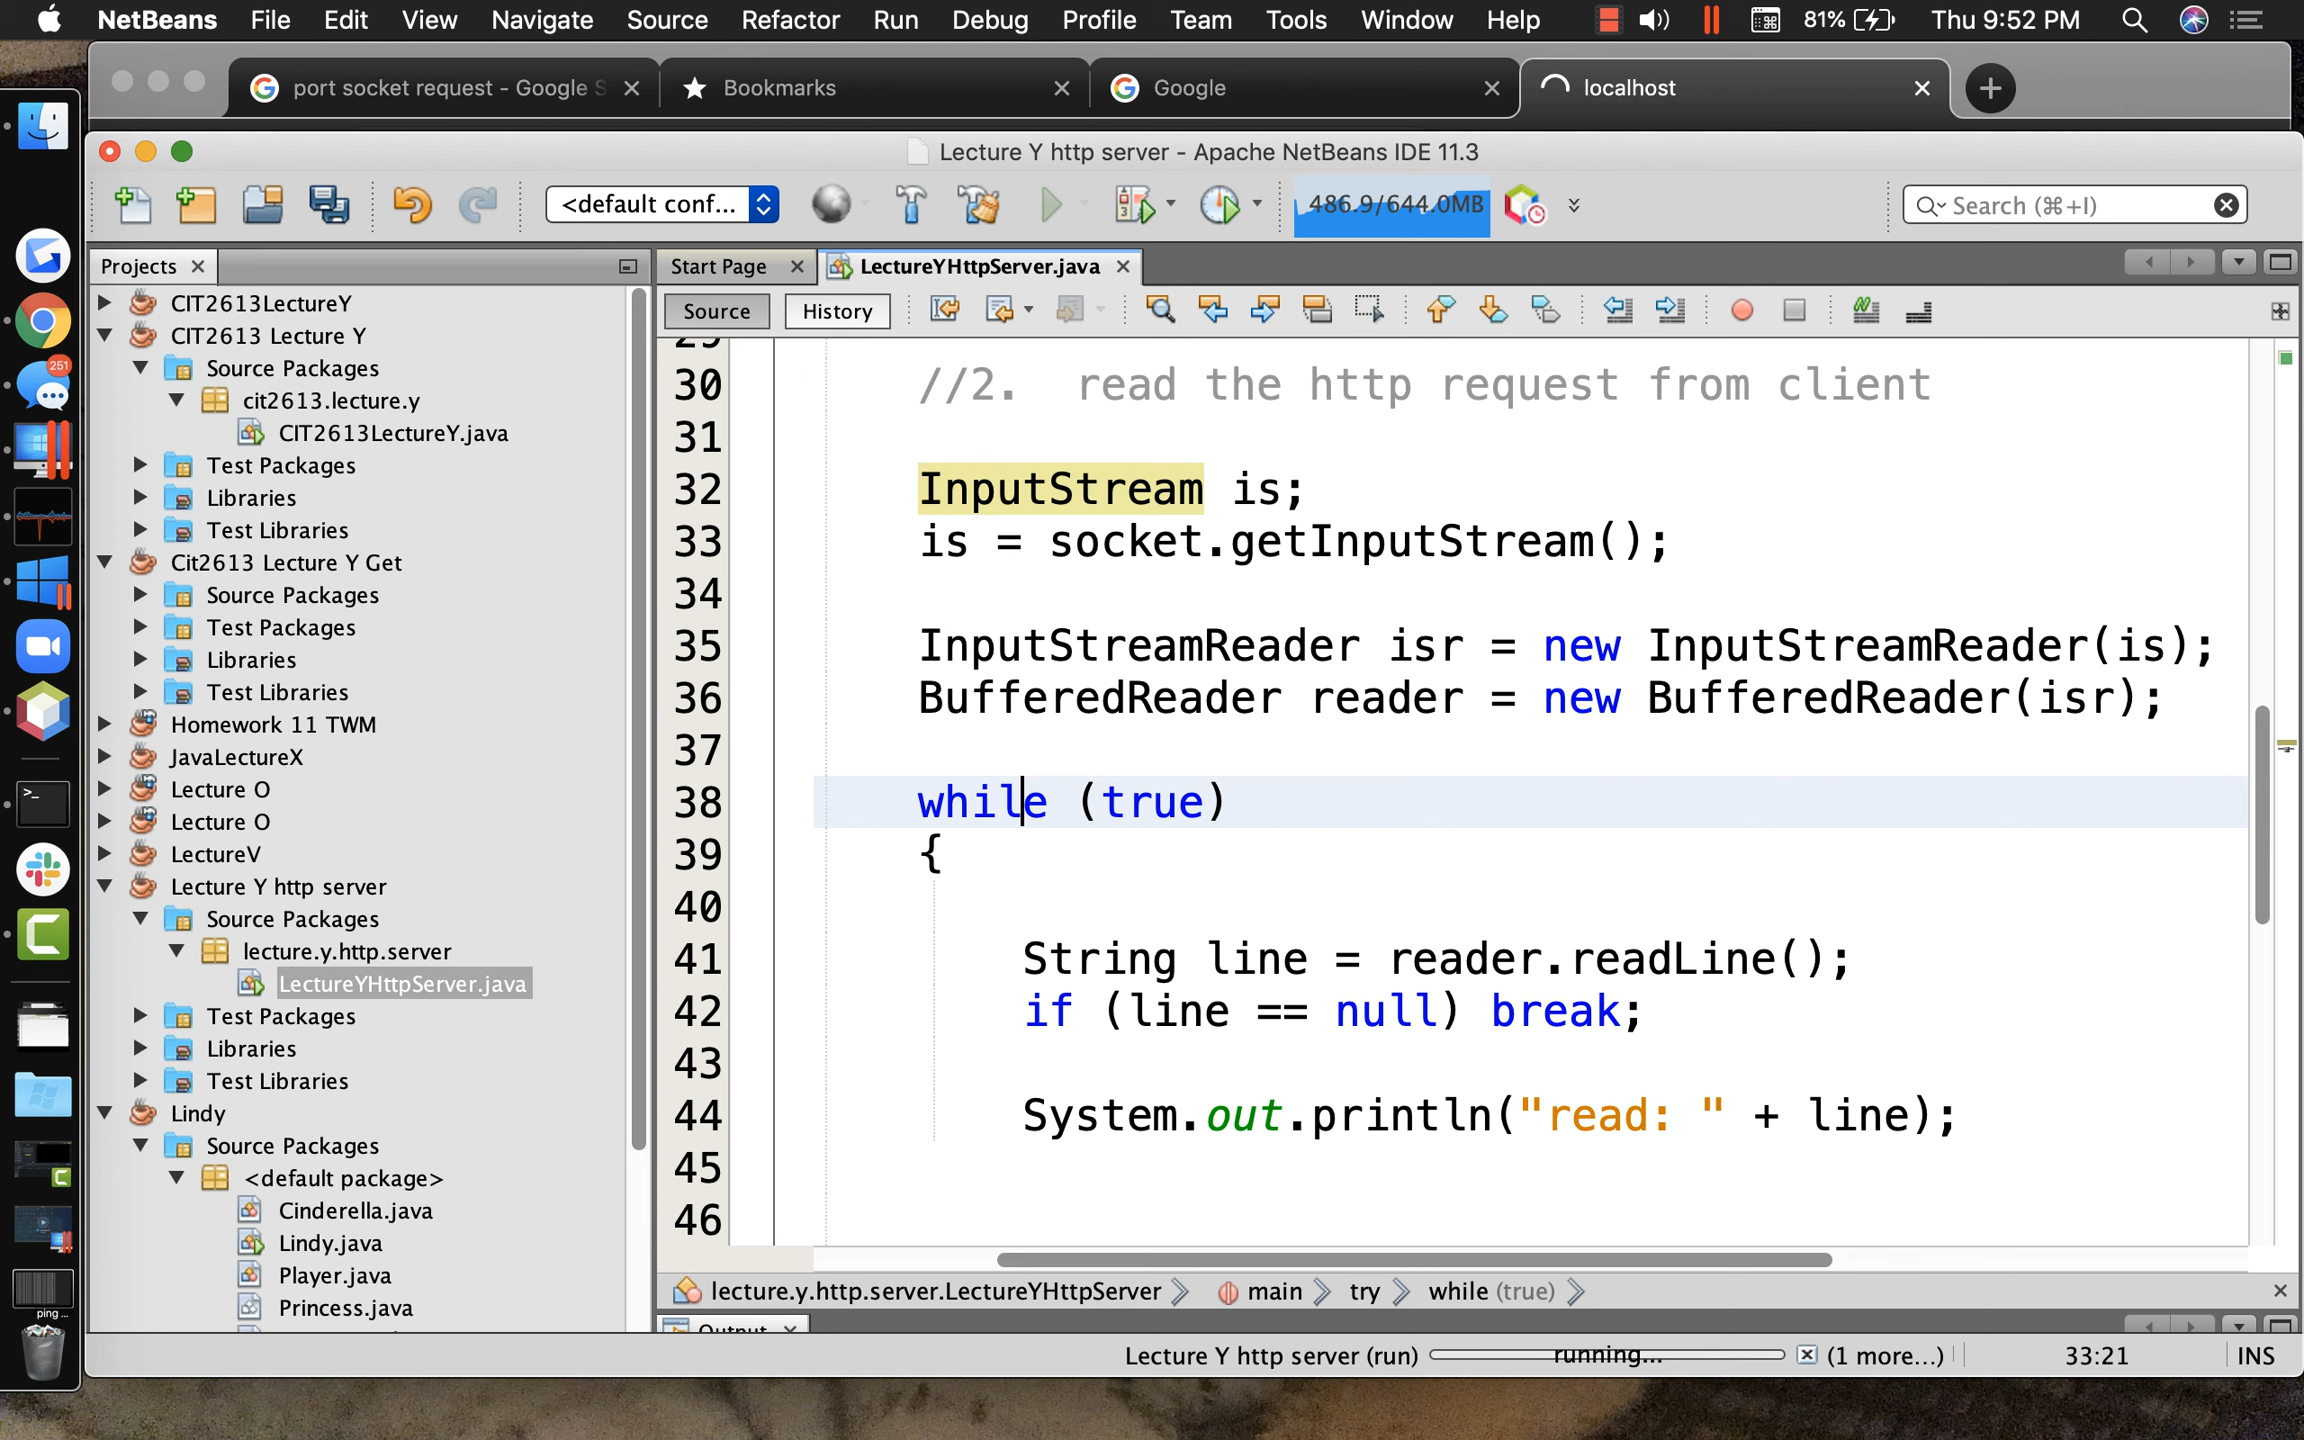 NetBeans File Edit View Navigate Source Refactor Run Debug Profile Team Tools Window Help 81% Thu 9:52 PM
port socket request - Google S
Bookmarks
Google
localhost
Lecture Y http server - Apache NetBeans IDE 11.3
<default conf...
486.9/644.0MB
Search (⌘+I)
Projects
Start Page
LectureYHttpServer.java
Source History
CIT2613LectureY
CIT2613 Lecture Y
Source Packages
cit2613.lecture.y
CIT2613LectureY.java
Test Packages
Libraries
Test Libraries
Cit2613 Lecture Y Get
Source Packages
Test Packages
Libraries
Test Libraries
Homework 11 TWM
JavaLectureX
Lecture O
Lecture O
LectureV
Lecture Y http server
Source Packages
lecture.y.http.server
LectureYHttpServer.java
Test Packages
Libraries
Test Libraries
Lindy
Source Packages
<default package>
Cinderella.java
Lindy.java
Player.java
Princess.java
251
ping ...
29
30 //2.  read the http request from client
31
32 InputStream is;
33 is = socket.getInputStream();
34
35 InputStreamReader isr = new InputStreamReader(is);
36 BufferedReader reader = new BufferedReader(isr);
37
38 while (true)
39 {
40
41 String line = reader.readLine();
42 if (line == null) break;
43
44 System.out.println("read: " + line);
45
46
lecture.y.http.server.LectureYHttpServer main try while (true)
Output
Lecture Y http server (run) running... (1 more...) 33:21 INS